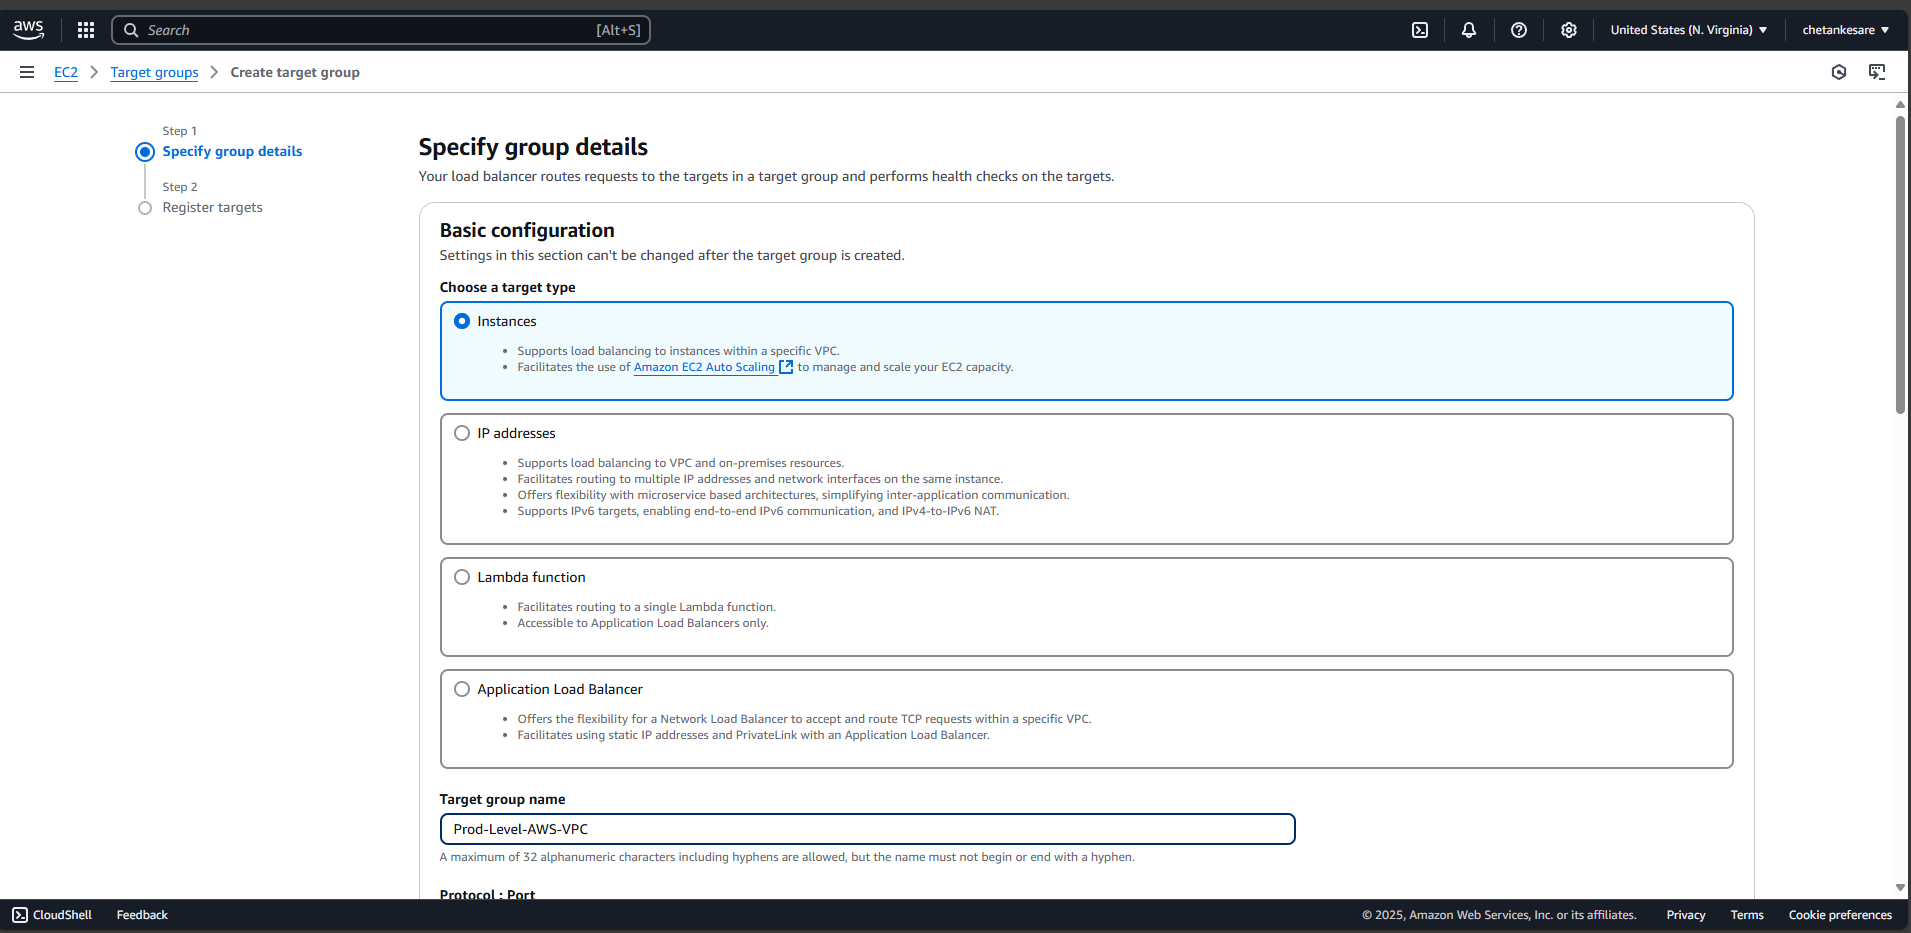 aws
Search
[Alt+S]
United States (N. Virginia)
chetankesare
EC2
Target groups
Create target group
Step 1
Specify group details
Step 2
Register targets
Specify group details
Your load balancer routes requests to the targets in a target group and performs health checks on the targets.
Basic configuration
Settings in this section can't be changed after the target group is created.
Choose a target type
Instances
• Supports load balancing to instances within a specific VPC.
• Facilitates the use of Amazon EC2 Auto Scaling to manage and scale your EC2 capacity.
IP addresses
• Supports load balancing to VPC and on-premises resources.
• Facilitates routing to multiple IP addresses and network interfaces on the same instance.
• Offers flexibility with microservice based architectures, simplifying inter-application communication.
• Supports IPv6 targets, enabling end-to-end IPv6 communication, and IPv4-to-IPv6 NAT.
Lambda function
• Facilitates routing to a single Lambda function.
• Accessible to Application Load Balancers only.
Application Load Balancer
• Offers the flexibility for a Network Load Balancer to accept and route TCP requests within a specific VPC.
• Facilitates using static IP addresses and PrivateLink with an Application Load Balancer.
Target group name
Prod-Level-AWS-VPC
A maximum of 32 alphanumeric characters including hyphens are allowed, but the name must not begin or end with a hyphen.
Protocol : Port
CloudShell
Feedback
© 2025, Amazon Web Services, Inc. or its affiliates.
Privacy
Terms
Cookie preferences